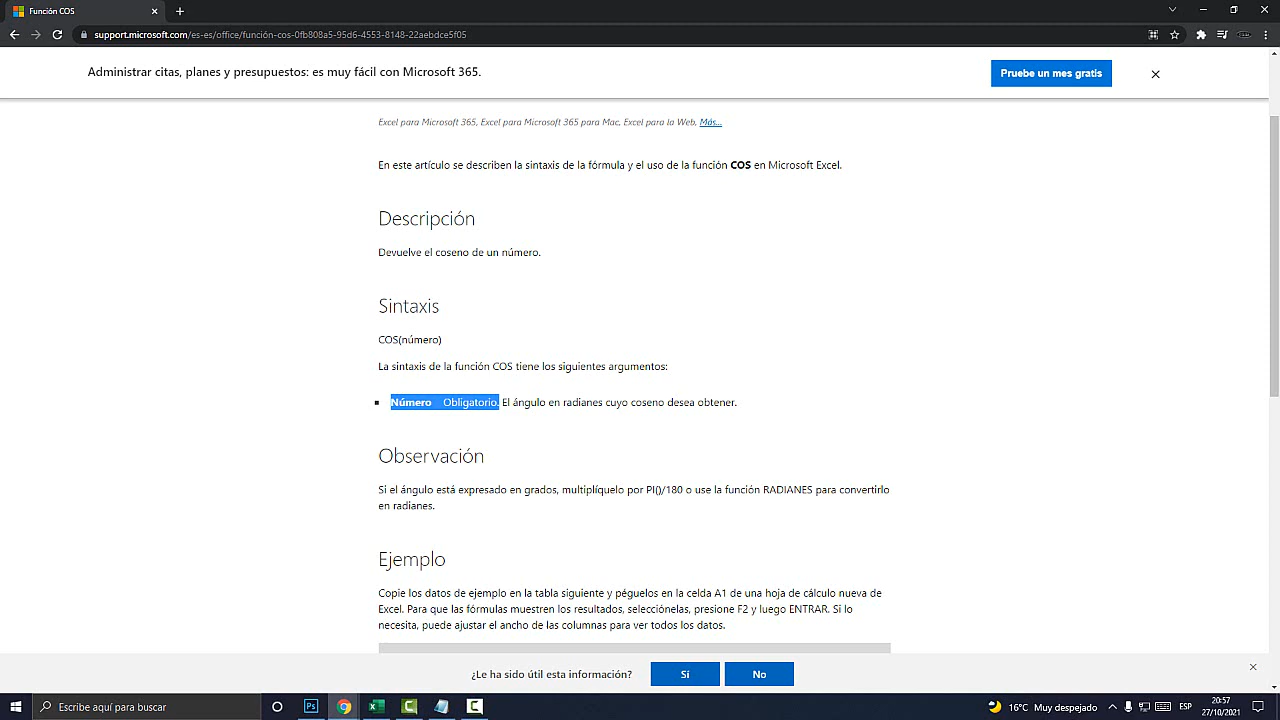 Función COS
support.microsoft.com/es-es/office/función-cos-0fb808a5-95d6-4553-8148-22aebdce5f05
Administrar citas, planes y presupuestos: es muy fácil con Microsoft 365.
Pruebe un mes gratis
Excel para Microsoft 365, Excel para Microsoft 365 para Mac, Excel para la Web, Más...
En este artículo se describen la sintaxis de la fórmula y el uso de la función COS en Microsoft Excel.
Descripción
Devuelve el coseno de un número.
Sintaxis
COS(número)
La sintaxis de la función COS tiene los siguientes argumentos:
Número Obligatorio. El ángulo en radianes cuyo coseno desea obtener.
Observación
Si el ángulo está expresado en grados, multiplíquelo por PI()/180 o use la función RADIANES para convertirlo
en radianes.
Ejemplo
Copie los datos de ejemplo en la tabla siguiente y péguelos en la celda A1 de una hoja de cálculo nueva de
Excel. Para que las fórmulas muestren los resultados, selecciónelas, presione F2 y luego ENTRAR. Si lo
necesita, puede ajustar el ancho de las columnas para ver todos los datos.
¿Le ha sido útil esta información?
Sí
No
Escribe aquí para buscar
Ps
16°C Muy despejado
ESP
20:57
27/10/2021